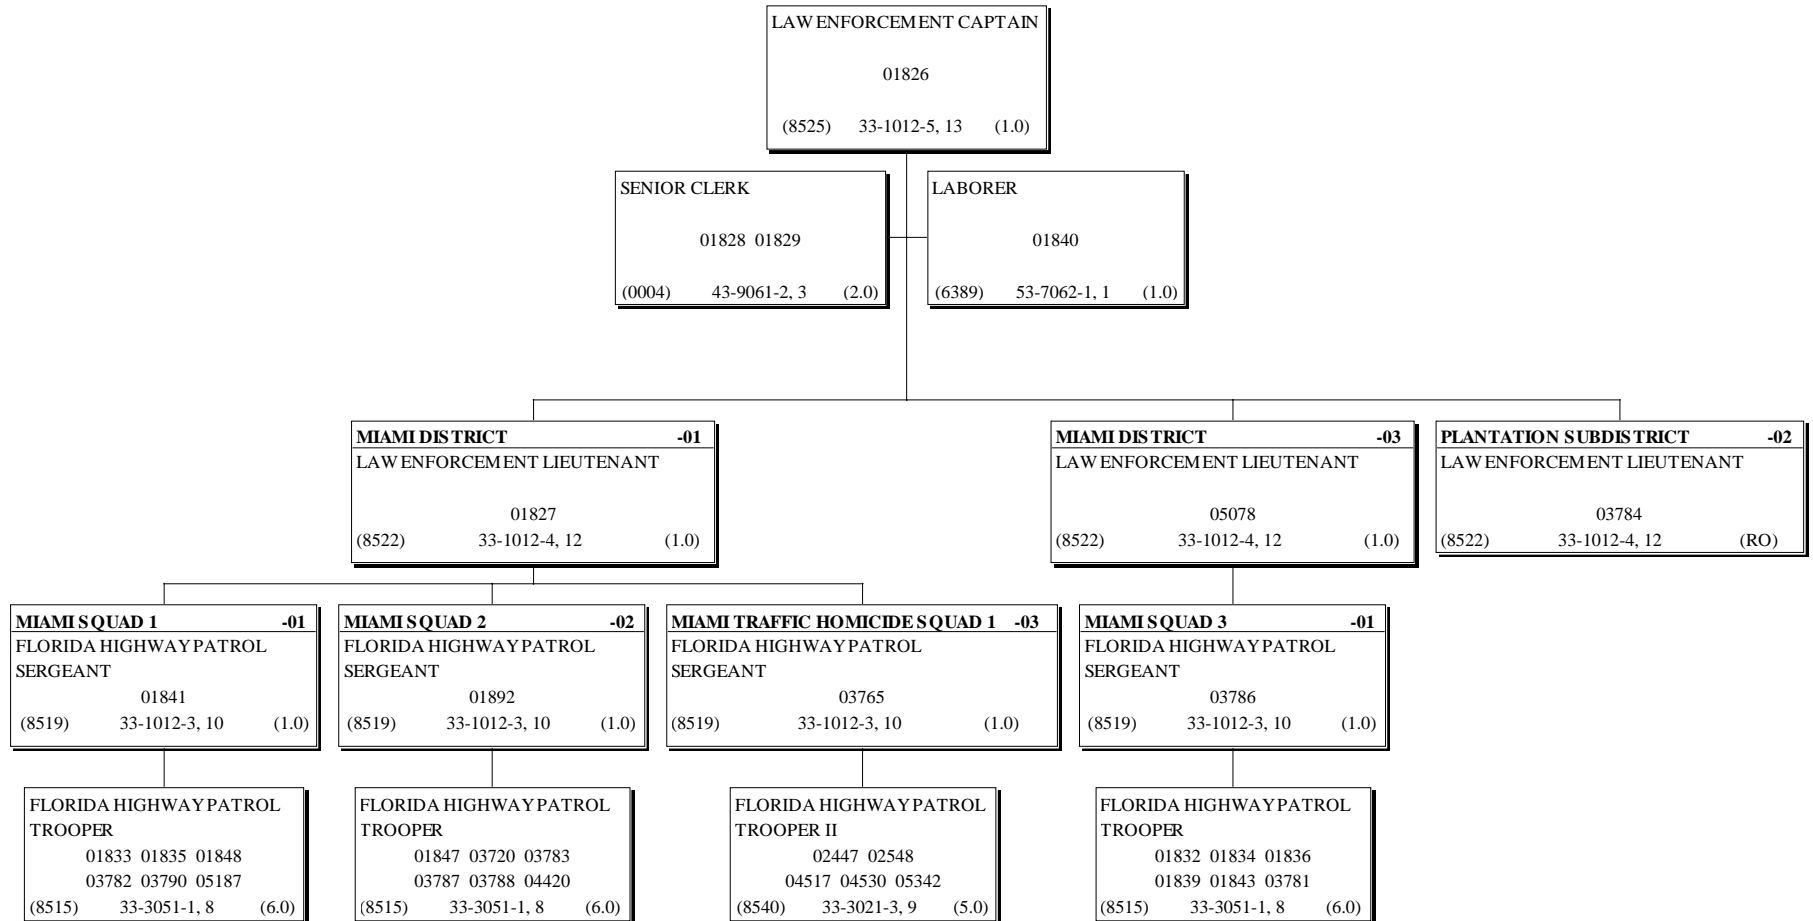 LAW ENFORCEMENT CAPTAIN
01826
(8525) 33-1012-5, 13 (1.0)
SENIOR CLERK
01828 01829
(0004) 43-9061-2, 3 (2.0)
LABORER
01840
(6389) 53-7062-1, 1 (1.0)
MIAMI DISTRICT -01
LAW ENFORCEMENT LIEUTENANT
01827
(8522) 33-1012-4, 12 (1.0)
MIAMI DISTRICT -03
LAW ENFORCEMENT LIEUTENANT
05078
(8522) 33-1012-4, 12 (1.0)
PLANTATION SUBDISTRICT -02
LAW ENFORCEMENT LIEUTENANT
03784
(8522) 33-1012-4, 12 (RO)
MIAMI SQUAD 1 -01
FLORIDA HIGHWAY PATROL
SERGEANT
01841
(8519) 33-1012-3, 10 (1.0)
MIAMI SQUAD 2 -02
FLORIDA HIGHWAY PATROL
SERGEANT
01892
(8519) 33-1012-3, 10 (1.0)
MIAMI TRAFFIC HOMICIDE SQUAD 1 -03
FLORIDA HIGHWAY PATROL
SERGEANT
03765
(8519) 33-1012-3, 10 (1.0)
MIAMI SQUAD 3 -01
FLORIDA HIGHWAY PATROL
SERGEANT
03786
(8519) 33-1012-3, 10 (1.0)
FLORIDA HIGHWAY PATROL
TROOPER
01833 01835 01848
03782 03790 05187
(8515) 33-3051-1, 8 (6.0)
FLORIDA HIGHWAY PATROL
TROOPER
01847 03720 03783
03787 03788 04420
(8515) 33-3051-1, 8 (6.0)
FLORIDA HIGHWAY PATROL
TROOPER II
02447 02548
04517 04530 05342
(8540) 33-3021-3, 9 (5.0)
FLORIDA HIGHWAY PATROL
TROOPER
01832 01834 01836
01839 01843 03781
(8515) 33-3051-1, 8 (6.0)